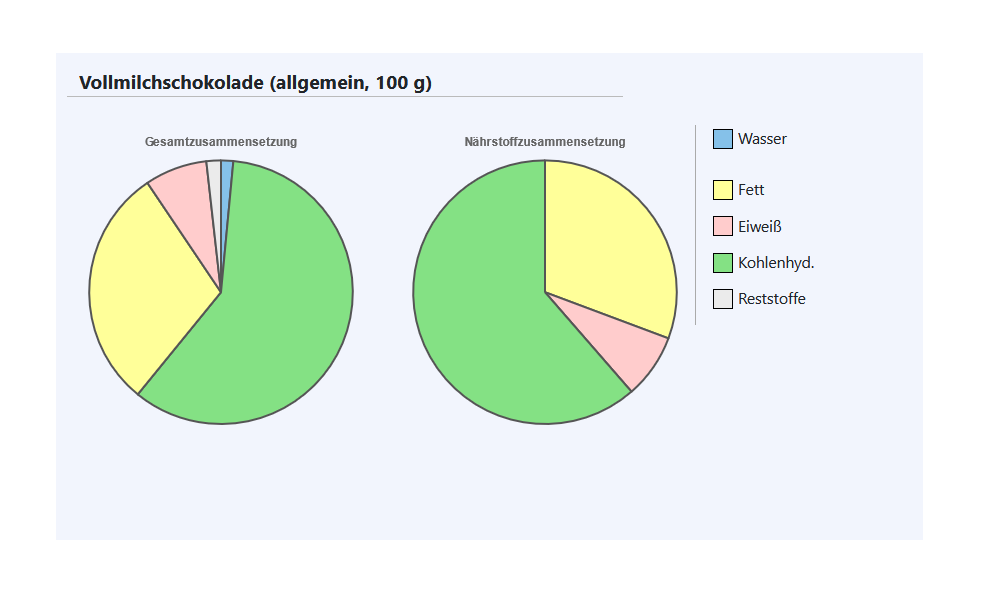 Vollmilchschokolade (allgemein, 100 g)
Gesamtzusammensetzung
Nährstoffzusammensetzung
Wasser
Fett
Eiweiß
Kohlenhyd.
Reststoffe